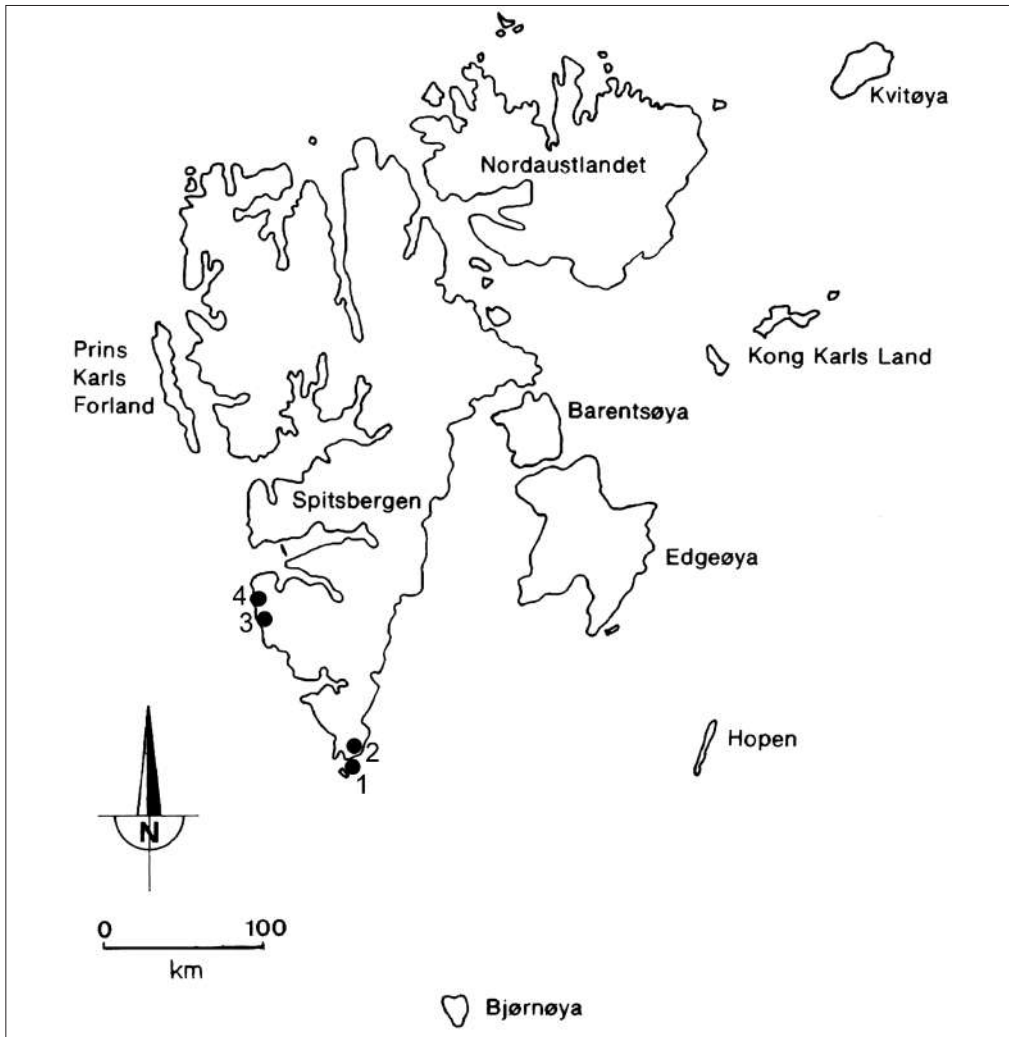 Kvitøya
Nordaustlandet
Prins
Karls
Forland
Kong Karls Land
Barentsøya
Spitsbergen
Edgeøya
4
3
2
1
Hopen
N
0 100
km
Bjørnøya